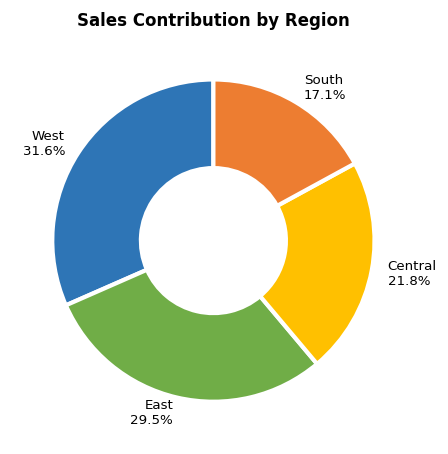 Sales Contribution by Region
South
17.1%
West
31.6%
Central
21.8%
East
29.5%